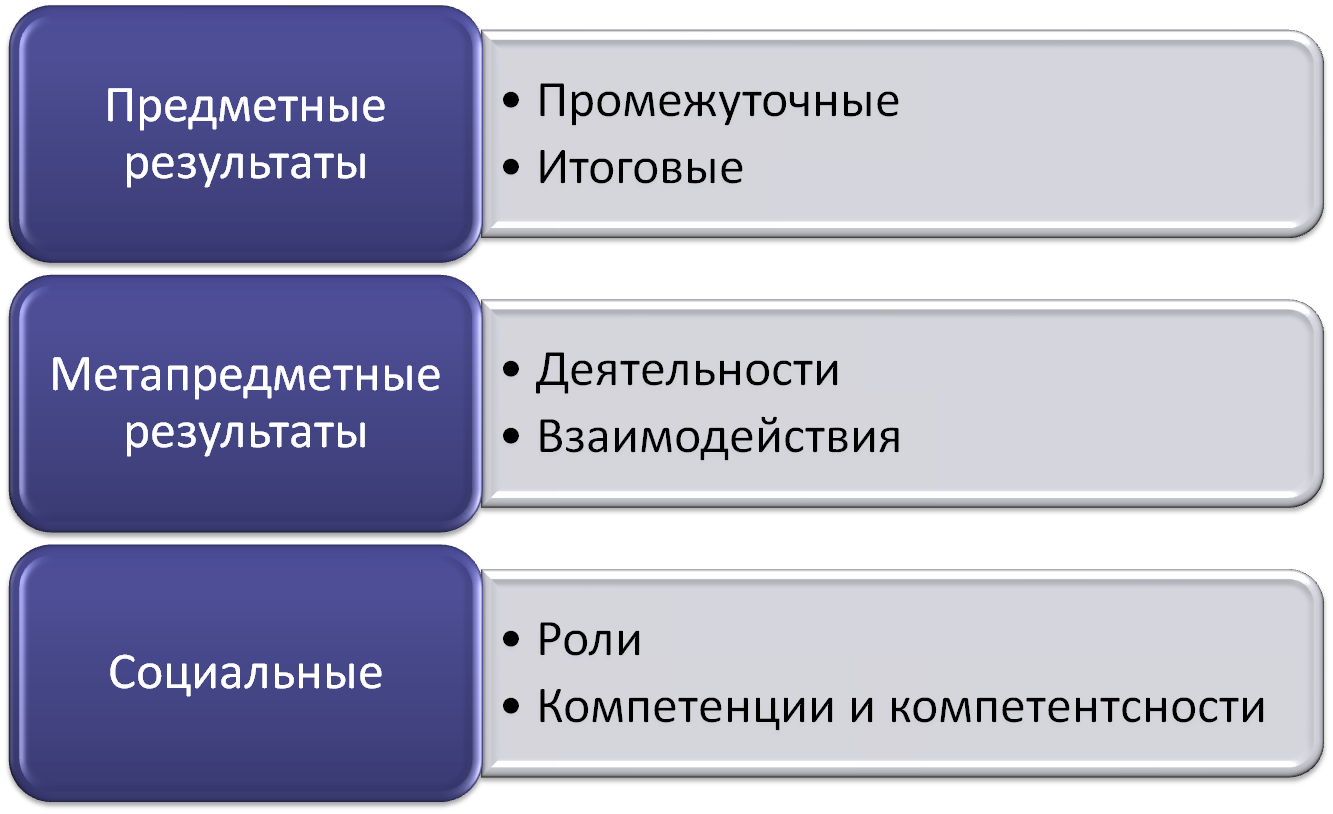 Предметные
результаты
• Промежуточные
• Итоговые
Метапредметные
результаты
• Деятельности
• Взаимодействия
Социальные
• Роли
• Компетенции и компетентсности